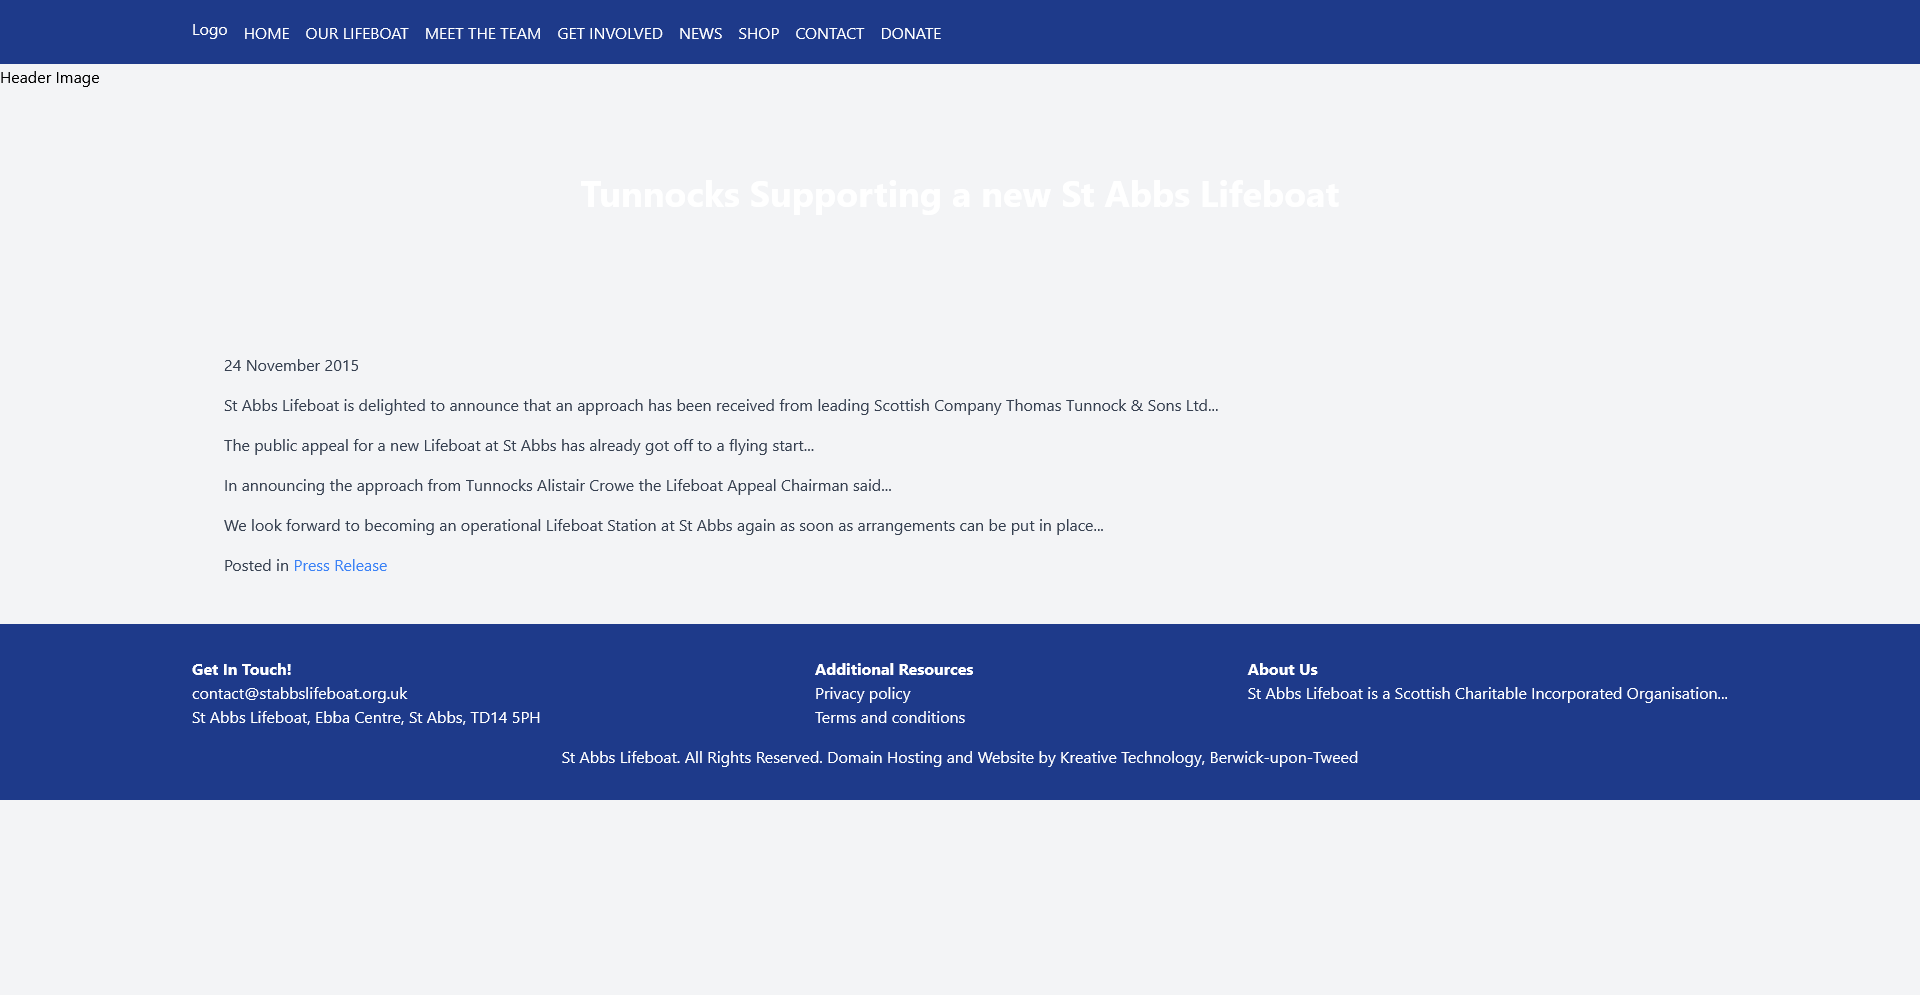 Logo HOME OUR LIFEBOAT MEET THE TEAM GET INVOLVED NEWS SHOP CONTACT DONATE
Header Image
Tunnocks Supporting a new St Abbs Lifeboat
24 November 2015
St Abbs Lifeboat is delighted to announce that an approach has been received from leading Scottish Company Thomas Tunnock & Sons Ltd...
The public appeal for a new Lifeboat at St Abbs has already got off to a flying start...
In announcing the approach from Tunnocks Alistair Crowe the Lifeboat Appeal Chairman said...
We look forward to becoming an operational Lifeboat Station at St Abbs again as soon as arrangements can be put in place...
Posted in Press Release
Get In Touch!
contact@stabbslifeboat.org.uk
St Abbs Lifeboat, Ebba Centre, St Abbs, TD14 5PH
Additional Resources
Privacy policy
Terms and conditions
About Us
St Abbs Lifeboat is a Scottish Charitable Incorporated Organisation...
St Abbs Lifeboat. All Rights Reserved. Domain Hosting and Website by Kreative Technology, Berwick-upon-Tweed